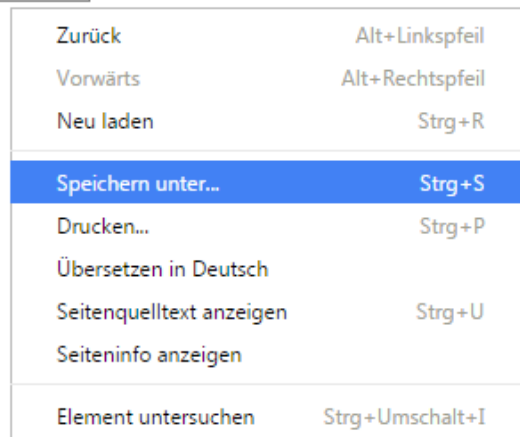 Zurück Alt+Linkspfeil
Vorwärts Alt+Rechtspfeil
Neu laden Strg+R
Speichern unter... Strg+S
Drucken... Strg+P
Übersetzen in Deutsch
Seitenquelltext anzeigen Strg+U
Seiteninfo anzeigen
Element untersuchen Strg+Umschalt+I